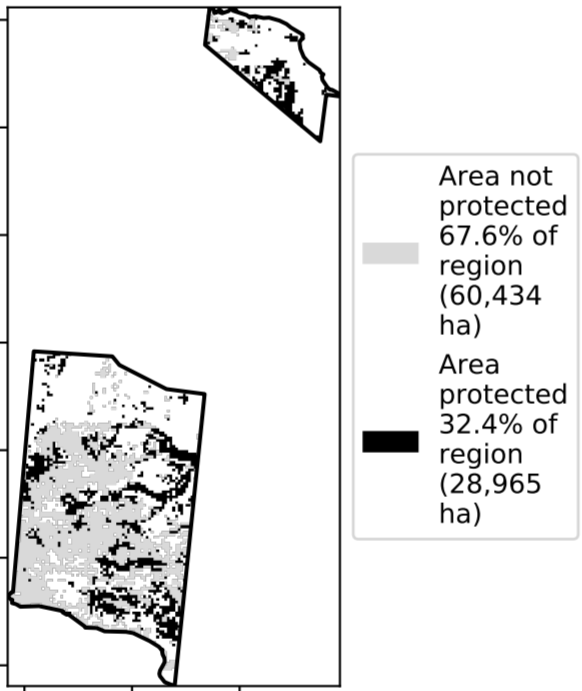 Area not
protected
67.6% of
region
(60,434
ha)
Area
protected
32.4% of
region
(28,965
ha)